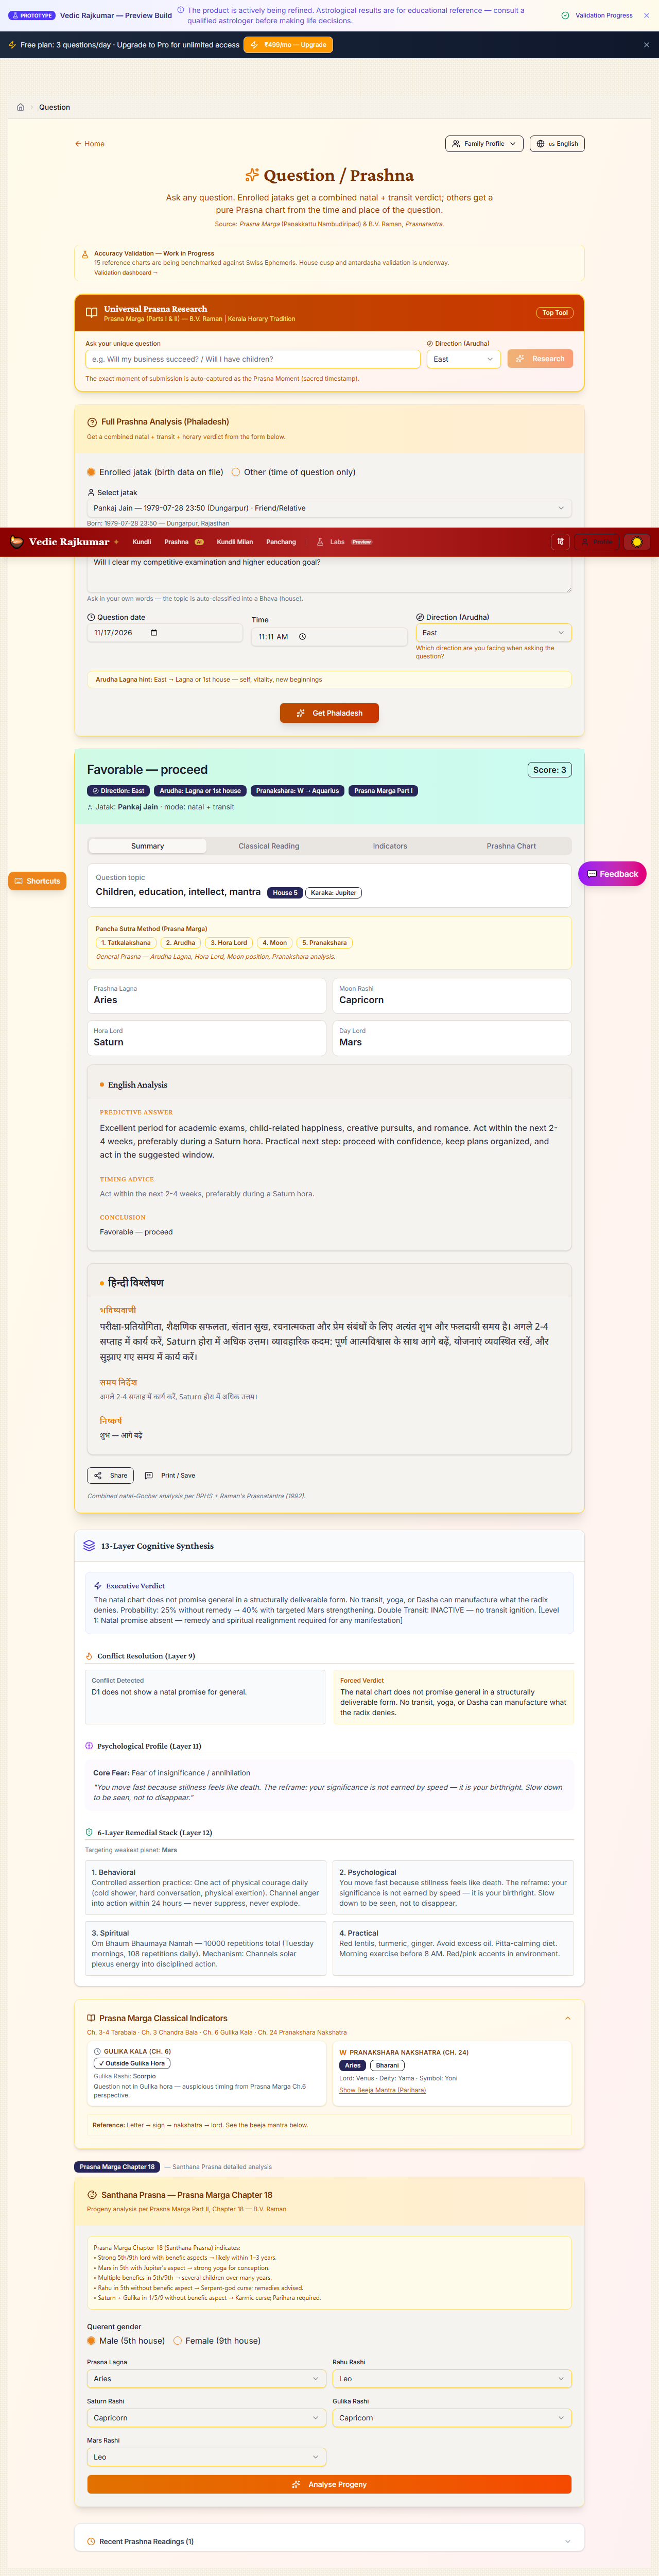 PROTOTYPE Vedic Rajkumar — Preview Build The product is actively being refined. Astrological results are for educational reference — consult a
qualified astrologer before making life decisions. Validation Progress
Free plan: 3 questions/day · Upgrade to Pro for unlimited access ₹499/mo — Upgrade
Question
Home
Family Profile US English
Question / Prashna
Ask any question. Enrolled jataks get a combined natal + transit verdict; others get a
pure Prasna chart from the time and place of the question.
Source: Prasna Marga (Panakkattu Nambudiripad) & B.V. Raman, Prasnatantra.
Accuracy Validation — Work in Progress
15 reference charts are being benchmarked against Swiss Ephemeris. House cusp and antardasha validation is underway.
Validation dashboard →
Universal Prasna Research
Prasna Marga (Parts I & II) — B.V. Raman | Kerala Horary Tradition
Top Tool
Ask your unique question
Direction (Arudha)
e.g. Will my business succeed? / Will I have children?
East
Research
The exact moment of submission is auto-captured as the Prasna Moment (sacred timestamp).
Full Prashna Analysis (Phaladesh)
Get a combined natal + transit + horary verdict from the form below.
Enrolled jatak (birth data on file) Other (time of question only)
Select jatak
Pankaj Jain — 1979-07-28 23:50 (Dungarpur) · Friend/Relative
Born: 1979-07-28 23:50 — Dungarpur, Rajasthan
Vedic Rajkumar Kundli Prashna AI Kundli Milan Panchang Labs Preview हि
Will I clear my competitive examination and higher education goal?
Ask in your own words — the topic is auto-classified into a Bhava (house).
Question date Time Direction (Arudha)
11/17/2026 11:11 AM East
Which direction are you facing when asking the
question?
Arudha Lagna hint: East → Lagna or 1st house — self, vitality, new beginnings
Get Phaladesh
Favorable — proceed
Score: 3
Direction: East Arudha: Lagna or 1st house Pranakshara: W → Aquarius Prasna Marga Part I
Jatak: Pankaj Jain · mode: natal + transit
Summary Classical Reading Indicators Prashna Chart
Shortcuts
Feedback
Question topic
Children, education, intellect, mantra House 5 Karaka: Jupiter
Pancha Sutra Method (Prasna Marga)
1. Tatkalakshana 2. Arudha 3. Hora Lord 4. Moon 5. Pranakshara
General Prasna — Arudha Lagna, Hora Lord, Moon position, Pranakshara analysis.
Prashna Lagna
Aries
Moon Rashi
Capricorn
Hora Lord
Saturn
Day Lord
Mars
English Analysis
PREDICTIVE ANSWER
Excellent period for academic exams, child-related happiness, creative pursuits, and romance. Act within the next 2-
4 weeks, preferably during a Saturn hora. Practical next step: proceed with confidence, keep plans organized, and
act in the suggested window.
TIMING ADVICE
Act within the next 2-4 weeks, preferably during a Saturn hora.
CONCLUSION
Favorable — proceed
हिन्दी विश्लेषण
भविष्यवाणी
परीक्षा-प्रतियोगिता, शैक्षणिक सफलता, संतान सुख, रचनात्मकता और प्रेम संबंधों के लिए अत्यंत शुभ और फलदायी समय है। अगले 2-4
सप्ताह में कार्य करें, Saturn होरा में अधिक उत्तम। व्यावहारिक कदम: पूर्ण आत्मविश्वास के साथ आगे बढ़ें, योजनाएं व्यवस्थित रखें, और
सुझाए गए समय में कार्य करें।
समय निर्देश
अगले 2-4 सप्ताह में कार्य करें, Saturn होरा में अधिक उत्तम।
निष्कर्ष
शुभ — आगे बढ़ें
Share Print / Save
Combined natal-Gochar analysis per BPHS + Raman's Prasnatantra (1992).
13-Layer Cognitive Synthesis
Executive Verdict
The natal chart does not promise general in a structurally deliverable form. No transit, yoga, or Dasha can manufacture what the radix
denies. Probability: 25% without remedy → 40% with targeted Mars strengthening. Double Transit: INACTIVE — no transit ignition. [Level
1: Natal promise absent — remedy and spiritual realignment required for any manifestation]
Conflict Resolution (Layer 9)
Conflict Detected
D1 does not show a natal promise for general.
Forced Verdict
The natal chart does not promise general in a structurally
deliverable form. No transit, yoga, or Dasha can manufacture what
the radix denies.
Psychological Profile (Layer 11)
Core Fear: Fear of insignificance / annihilation
"You move fast because stillness feels like death. The reframe: your significance is not earned by speed — it is your birthright. Slow down
to be seen, not to disappear."
6-Layer Remedial Stack (Layer 12)
Targeting weakest planet: Mars
1. Behavioral
Controlled assertion practice: One act of physical courage daily
(cold shower, hard conversation, physical exertion). Channel anger
into action within 24 hours — never suppress, never explode.
2. Psychological
You move fast because stillness feels like death. The reframe: your
significance is not earned by speed — it is your birthright. Slow
down to be seen, not to disappear.
3. Spiritual
Om Bhaum Bhaumaya Namah — 10000 repetitions total (Tuesday
mornings, 108 repetitions daily). Mechanism: Channels solar
plexus energy into disciplined action.
4. Practical
Red lentils, turmeric, ginger. Avoid excess oil. Pitta-calming diet.
Morning exercise before 8 AM. Red/pink accents in environment.
Prasna Marga Classical Indicators
Ch. 3-4 Tarabala · Ch. 3 Chandra Bala · Ch. 6 Gulika Kala · Ch. 24 Pranakshara Nakshatra
GULIKA KALA (CH. 6)
✓ Outside Gulika Hora
Gulika Rashi: Scorpio
Question not in Gulika hora — auspicious timing from Prasna Marga Ch.6
perspective.
W PRANAKSHARA NAKSHATRA (CH. 24)
Aries Bharani
Lord: Venus · Deity: Yama · Symbol: Yoni
Show Beeja Mantra (Parihara)
Reference: Letter → sign → nakshatra → lord. See the beeja mantra below.
Prasna Marga Chapter 18 — Santhana Prasna detailed analysis
Santhana Prasna — Prasna Marga Chapter 18
Progeny analysis per Prasna Marga Part II, Chapter 18 — B.V. Raman
Prasna Marga Chapter 18 (Santhana Prasna) indicates:
• Strong 5th/9th lord with benefic aspects → likely within 1–3 years.
• Mars in 5th with Jupiter's aspect → strong yoga for conception.
• Multiple benefics in 5th/9th → several children over many years.
• Rahu in 5th without benefic aspect → Serpent-god curse; remedies advised.
• Saturn + Gulika in 1/5/9 without benefic aspect → Karmic curse; Parihara required.
Querent gender
Male (5th house) Female (9th house)
Prasna Lagna
Aries
Rahu Rashi
Leo
Saturn Rashi
Capricorn
Gulika Rashi
Capricorn
Mars Rashi
Leo
Analyse Progeny
Recent Prashna Readings (1)